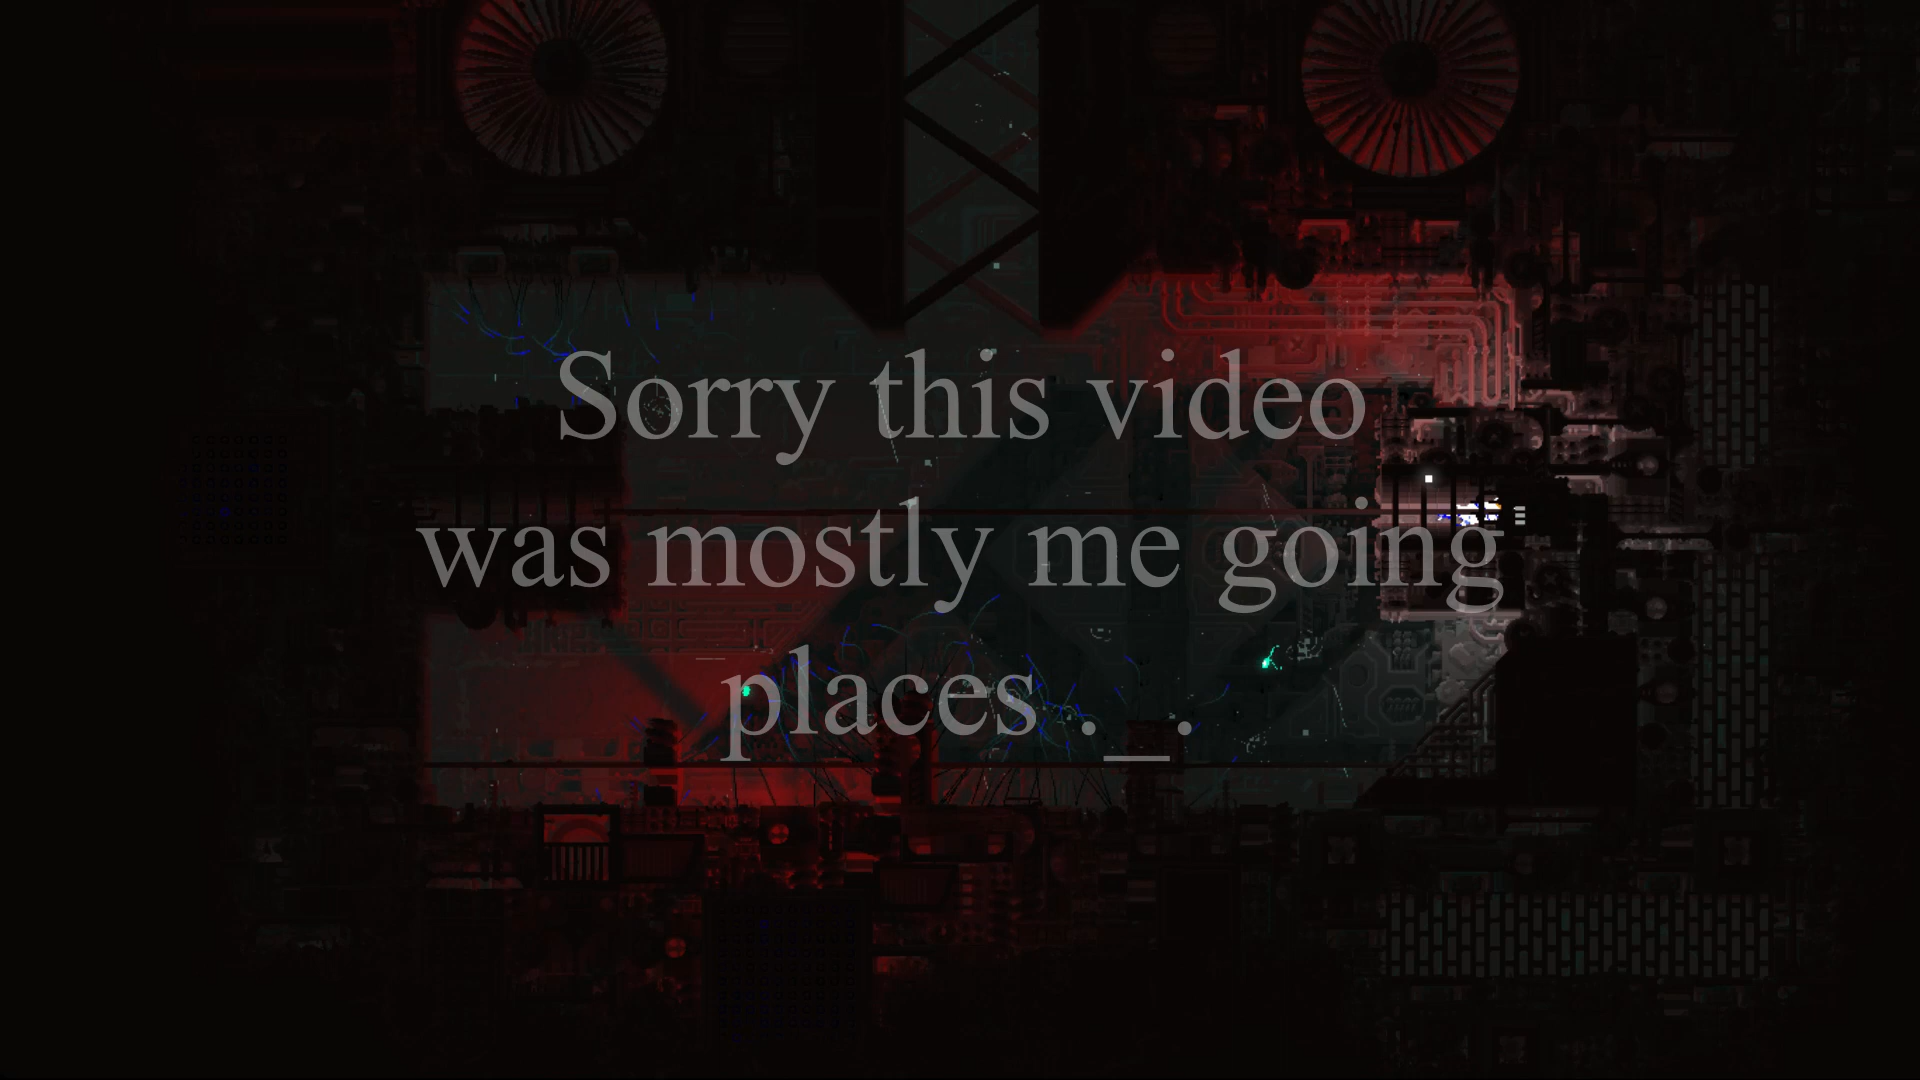 Sorry this video
was mostly me going
places . _ .